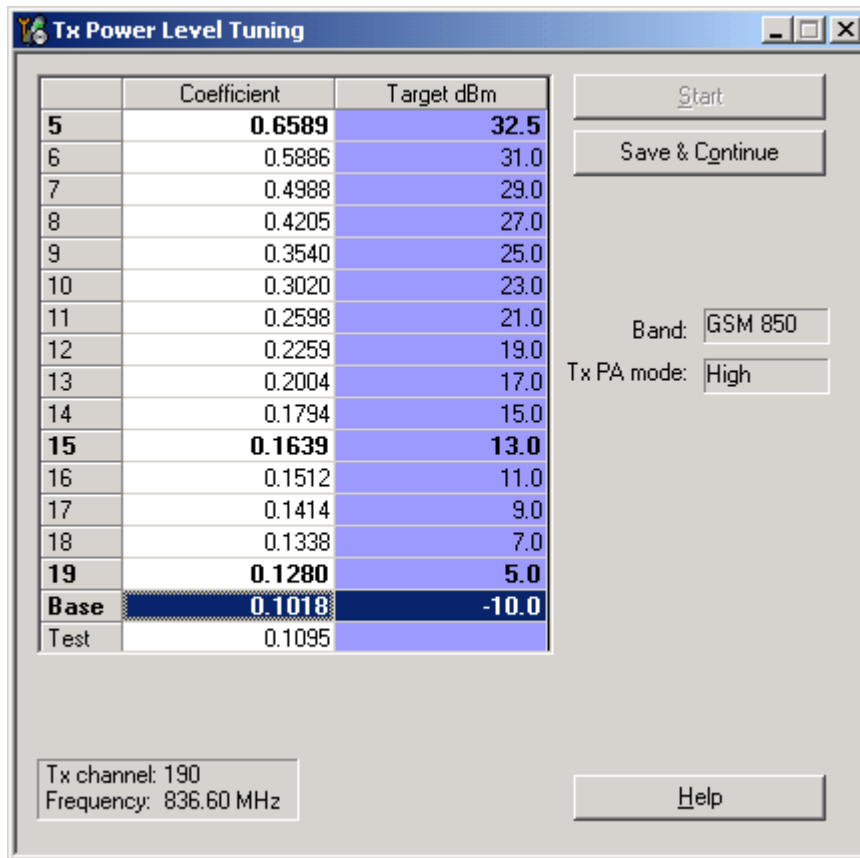 Tx Power Level Tuning
Coefficient Target dBm
5 0.6589 32.5
6 0.5886 31.0
7 0.4988 29.0
8 0.4205 27.0
9 0.3540 25.0
10 0.3020 23.0
11 0.2598 21.0
12 0.2259 19.0
13 0.2004 17.0
14 0.1794 15.0
15 0.1639 13.0
16 0.1512 11.0
17 0.1414 9.0
18 0.1338 7.0
19 0.1280 5.0
Base 0.1018 -10.0
Test 0.1095
Start
Save & Continue
Band: GSM 850
Tx PA mode: High
Tx channel: 190
Frequency: 836.60 MHz
Help